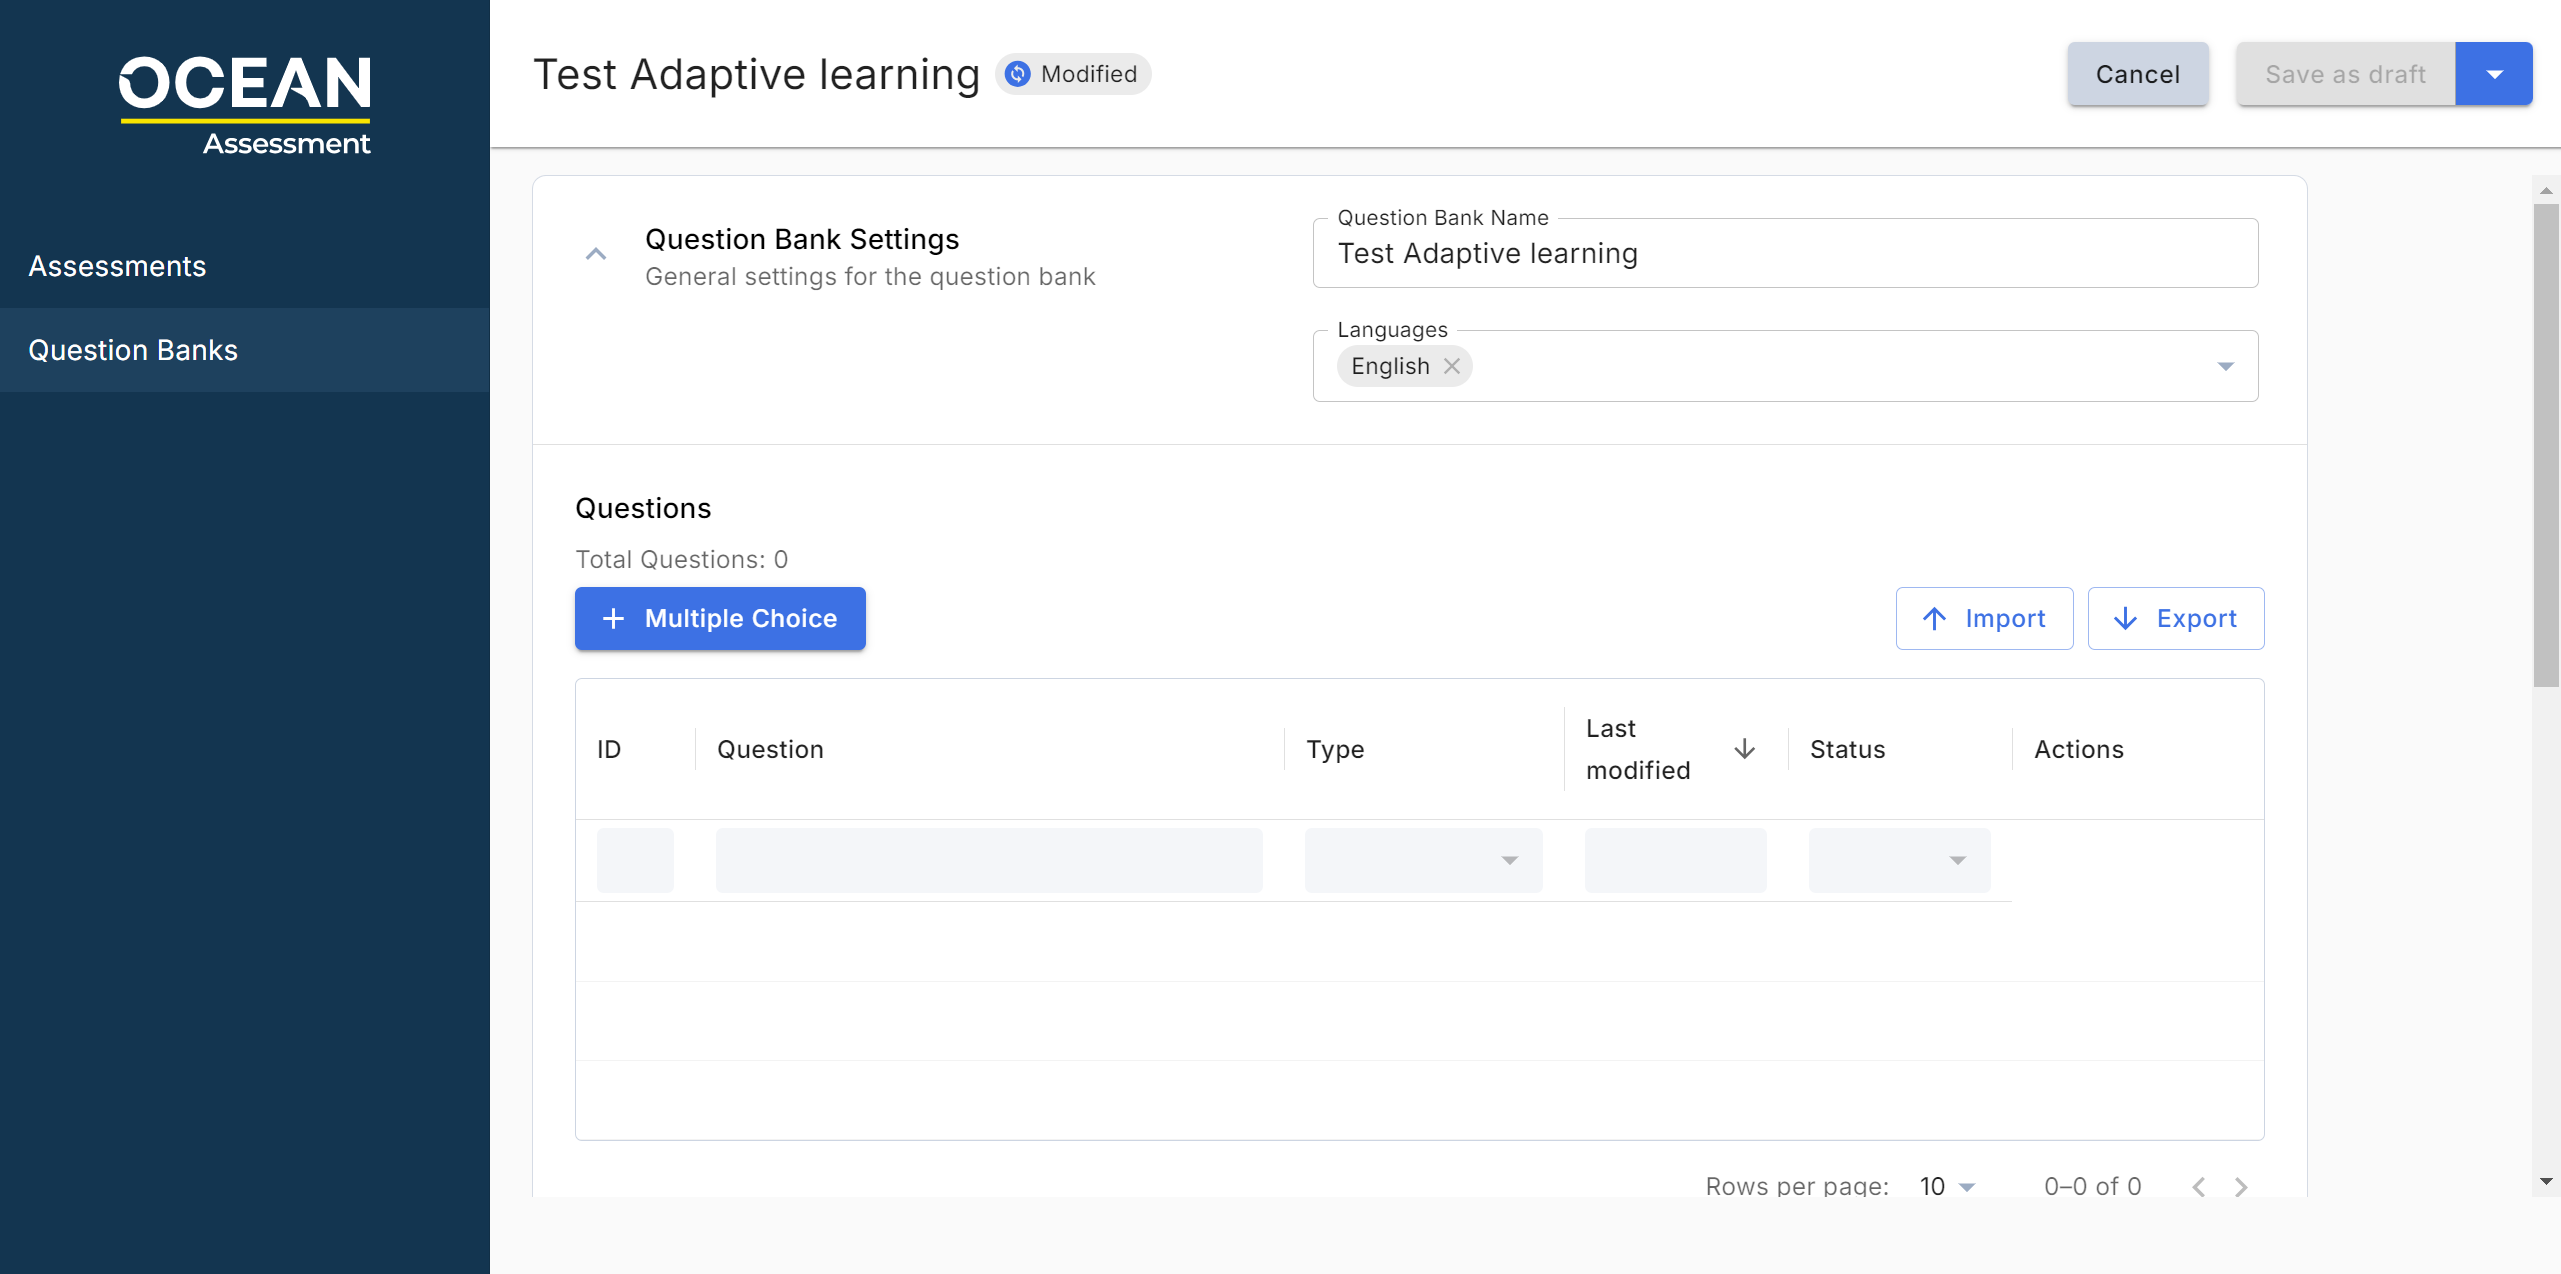 OCEAN
Assessment
Assessments
Question Banks
Test Adaptive learning
Modified
Cancel
Save as draft
Question Bank Settings
General settings for the question bank
Question Bank Name
Test Adaptive learning
Languages
English
Questions
Total Questions: 0
Multiple Choice
Import
Export
ID
Question
Type
Last
modified
Status
Actions
Rows per page:
10
0–0 of 0